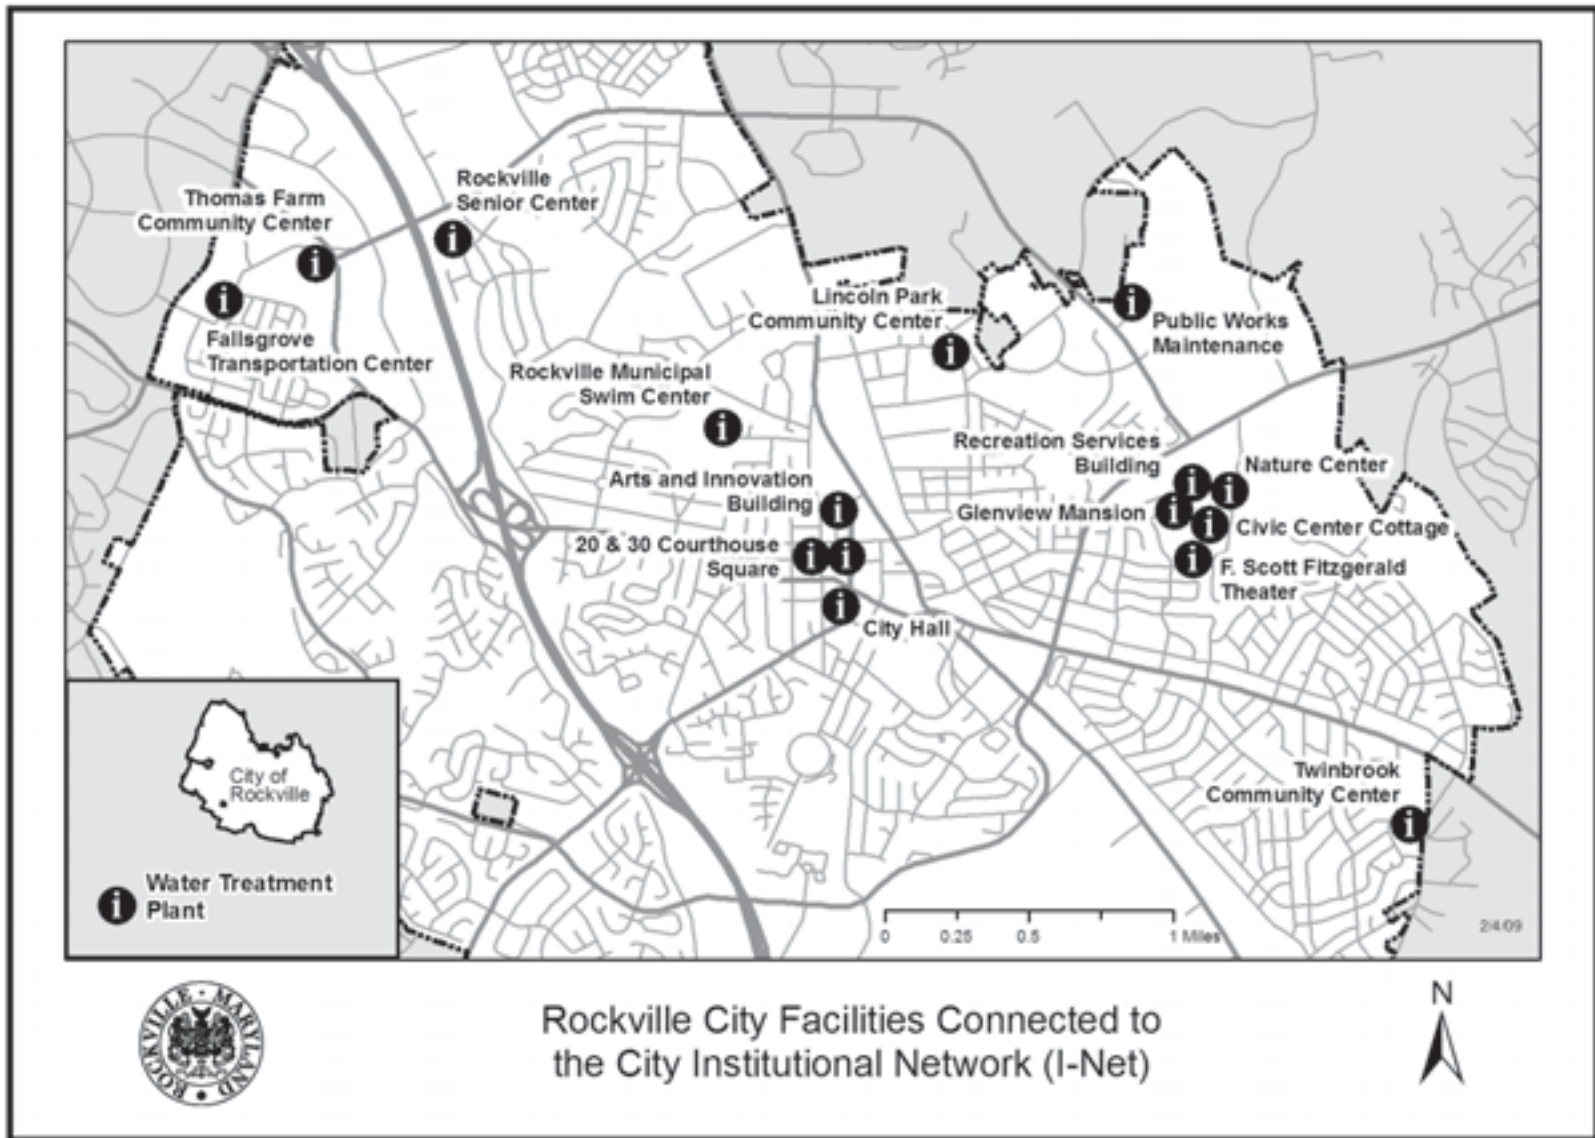 Thomas Farm
Community Center
Rockville
Senior Center
Fallsgrove
Transportation Center
Lincoln Park
Community Center
Public Works
Maintenance
Rockville Municipal
Swim Center
Recreation Services
Building
Nature Center
Arts and Innovation
Building
Glenview Mansion
Civic Center Cottage
20 & 30 Courthouse
Square
F. Scott Fitzgerald
Theater
City Hall
Twinbrook
Community Center
City of
Rockville
Water Treatment
Plant
0 0.25 0.5 1 Miles
2/4/09
ROCKVILLE · MARYLAND
Rockville City Facilities Connected to
the City Institutional Network (I-Net)
N